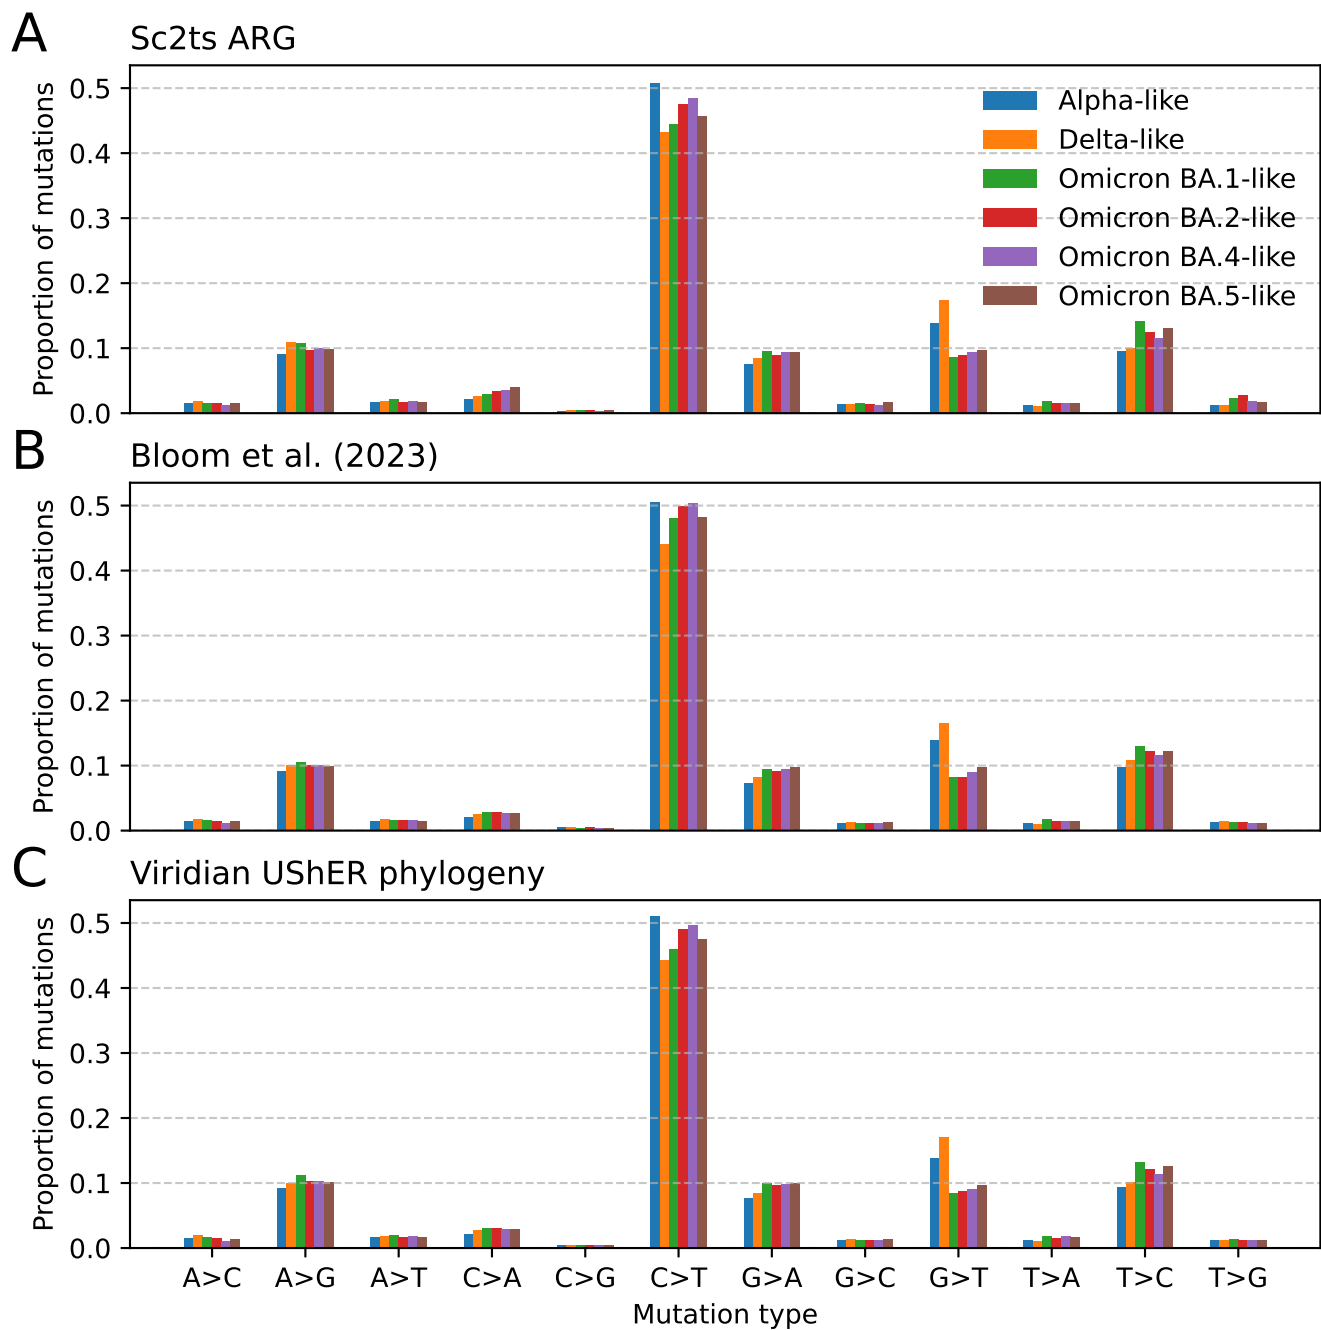 A
Sc2ts ARG
Proportion of mutations
0.5
0.4
0.3
0.2
0.1
0.0
Alpha-like
Delta-like
Omicron BA.1-like
Omicron BA.2-like
Omicron BA.4-like
Omicron BA.5-like
B
Bloom et al. (2023)
Proportion of mutations
0.5
0.4
0.3
0.2
0.1
0.0
C
Viridian UShER phylogeny
Proportion of mutations
0.5
0.4
0.3
0.2
0.1
0.0
A>C A>G A>T C>A C>G C>T G>A G>C G>T T>A T>C T>G
Mutation type